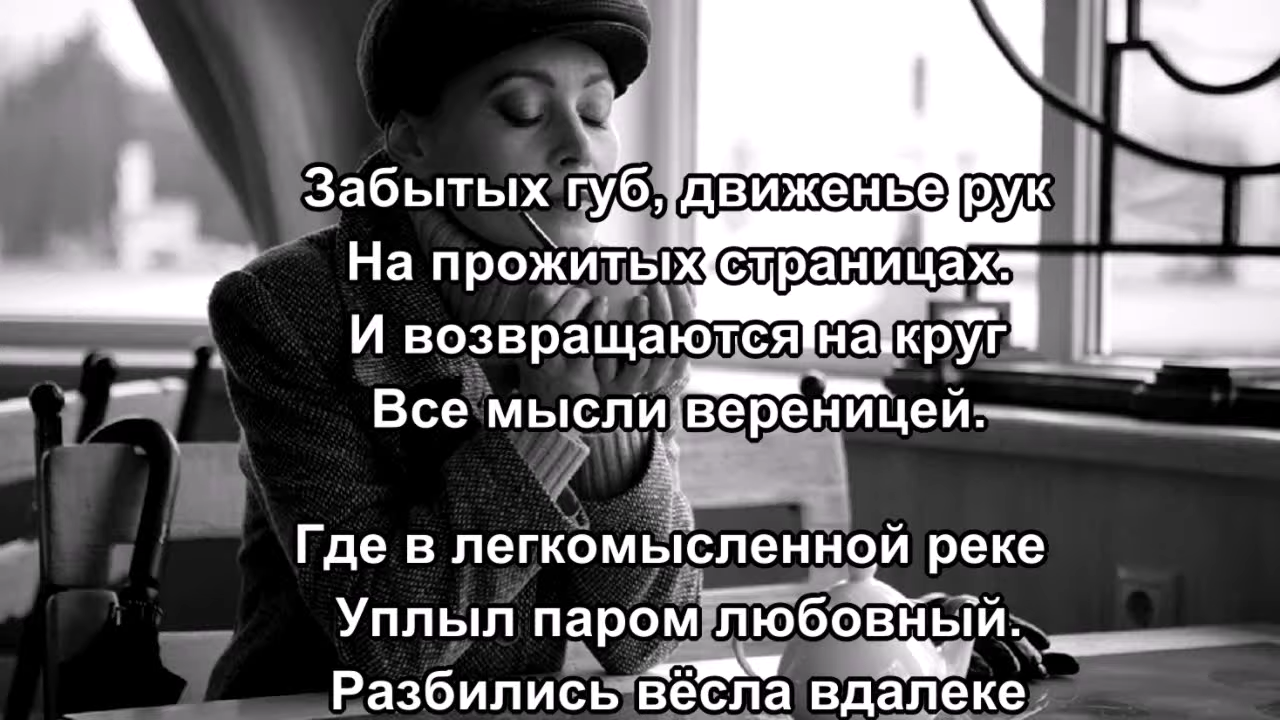 Забытых губ, движенье рук
На прожитых страницах.
И возвращаются на круг
Все мысли вереницей.
Где в легкомысленной реке
Уплыл паром любовный.
Разбились вёсла вдалеке